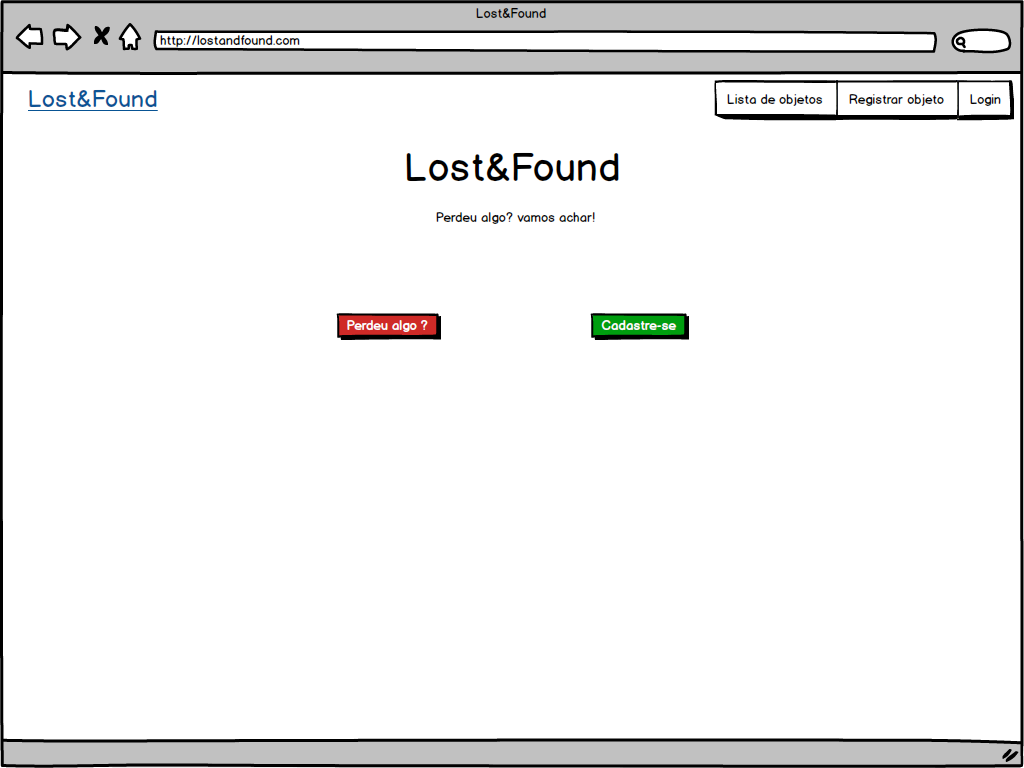 Lost&Found
http://lostandfound.com
Lost&Found
Lista de objetos
Registrar objeto
Login
Lost&Found
Perdeu algo? vamos achar!
Perdeu algo ?
Cadastre-se